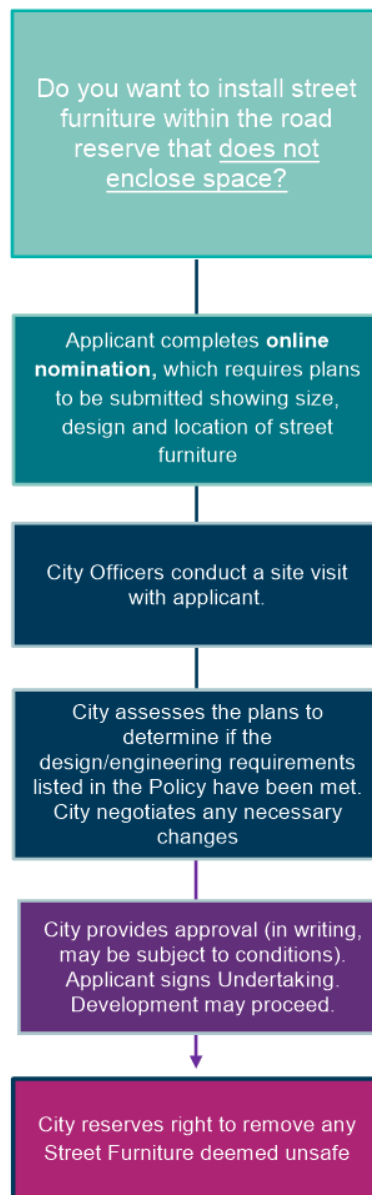 Do you want to install street
furniture within the road
reserve that does not
enclose space?
Applicant completes online
nomination, which requires plans
to be submitted showing size,
design and location of street
furniture
City Officers conduct a site visit
with applicant.
City assesses the plans to
determine if the
design/engineering requirements
listed in the Policy have been met.
City negotiates any necessary
changes
City provides approval (in writing,
may be subject to conditions).
Applicant signs Undertaking.
Development may proceed.
City reserves right to remove any
Street Furniture deemed unsafe